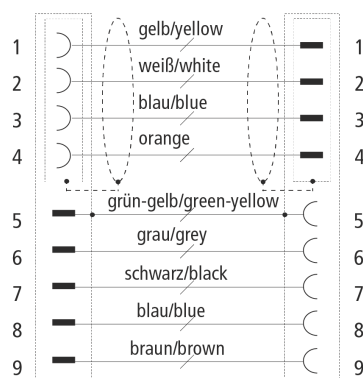 1 gelb/yellow 1
2 weiß/white 2
3 blau/blue 3
4 orange 4
5 grün-gelb/green-yellow 5
6 grau/grey 6
7 schwarz/black 7
8 blau/blue 8
9 braun/brown 9